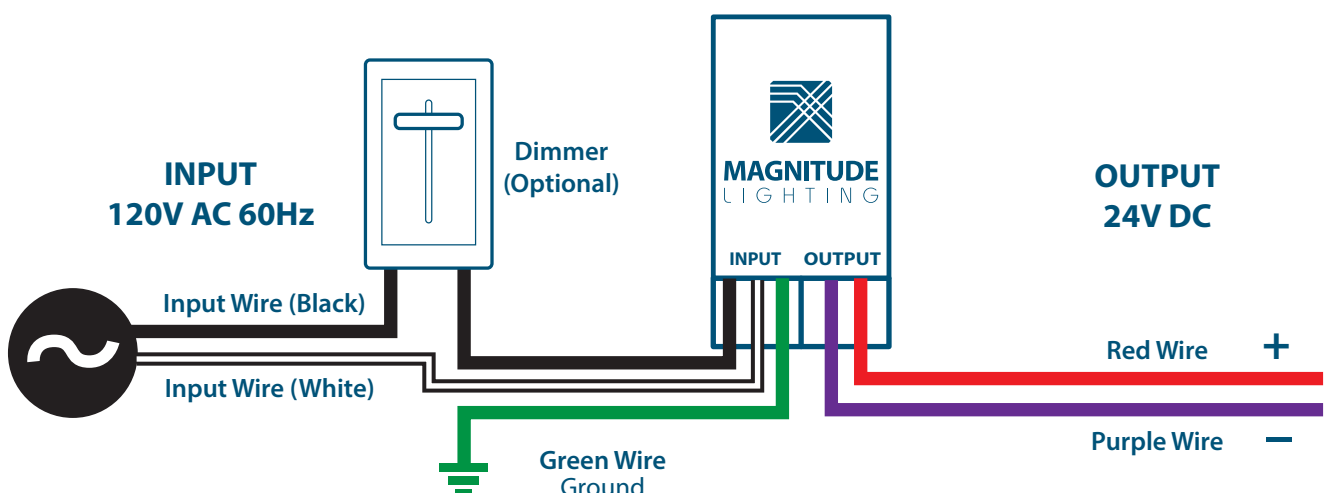 INPUT
120V AC 60Hz
Dimmer
(Optional)
MAGNITUDE
LIGHTING
INPUT OUTPUT
OUTPUT
24V DC
Input Wire (Black)
Input Wire (White)
Red Wire +
Purple Wire −
Green Wire
Ground